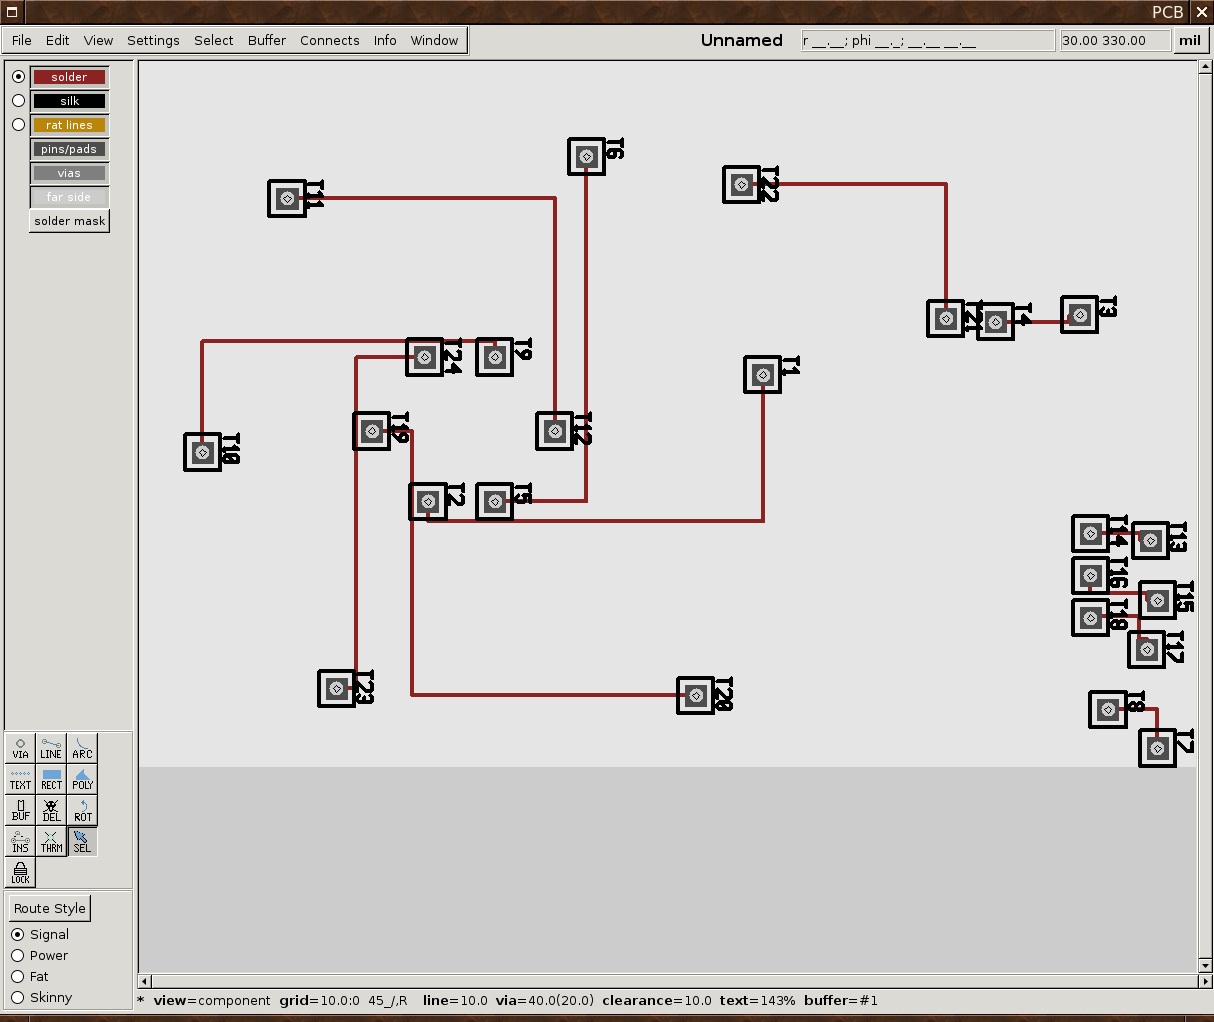 PCB
File Edit View Settings Select Buffer Connects Info Window
Unnamed
r __.__; phi __._; __.__ __.__
30.00 330.00
mil
solder
silk
rat lines
pins/pads
vias
far side
solder mask
T6
T22
T11
T3
T21
T4
T24
T9
T1
T19
T12
T10
T2
T5
T14
T13
T16
T15
T18
T17
T23
T20
T8
T7
VIA LINE ARC
TEXT RECT POLY
BUF DEL ROT
INS THRM SEL
LOCK
Route Style
Signal
Power
Fat
Skinny
* view=component grid=10.0:0 45_/,R line=10.0 via=40.0(20.0) clearance=10.0 text=143% buffer=#1